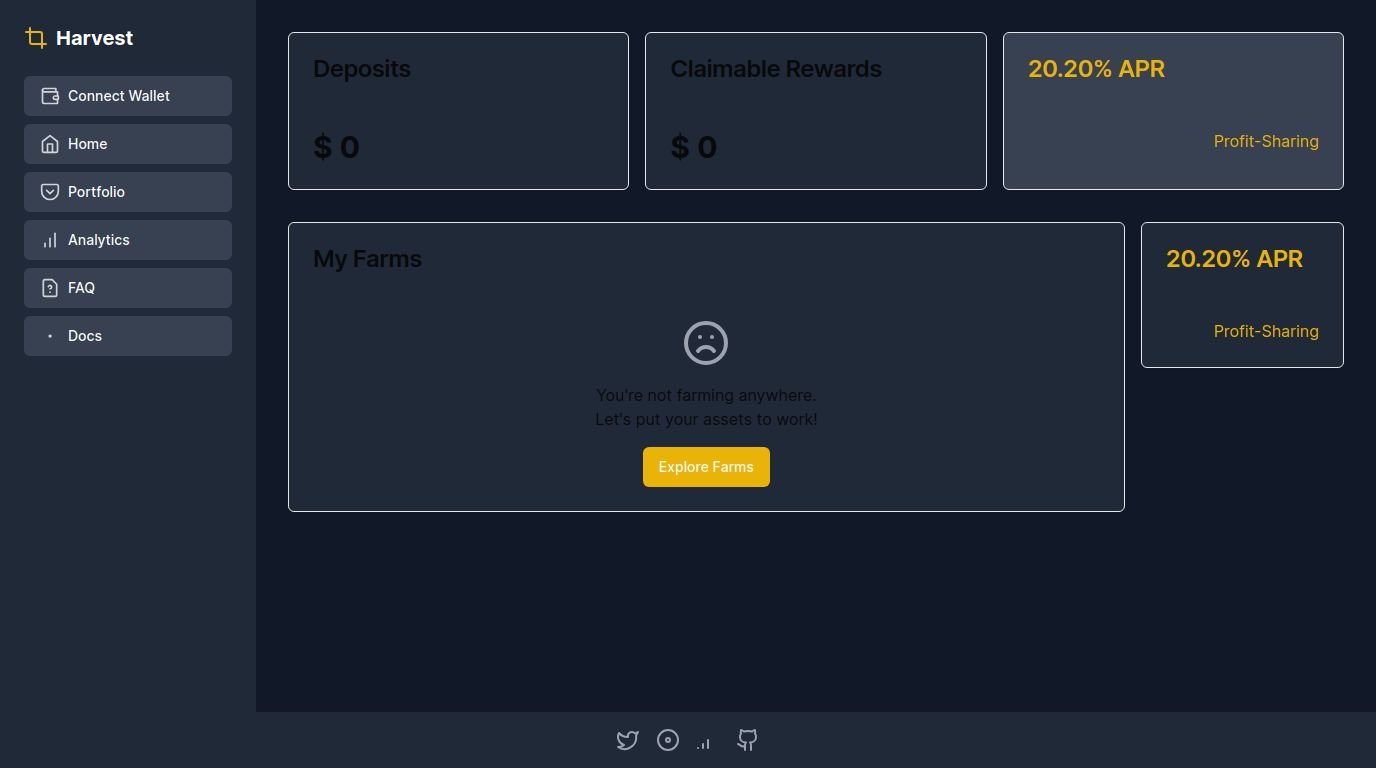 Harvest
Connect Wallet
Home
Portfolio
Analytics
FAQ
Docs
Deposits
$ 0
Claimable Rewards
$ 0
20.20% APR
Profit-Sharing
My Farms
You're not farming anywhere.
Let's put your assets to work!
Explore Farms
20.20% APR
Profit-Sharing